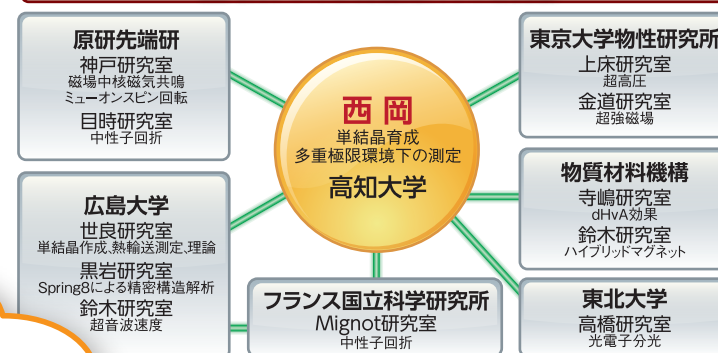 原研先端研
神戸研究室
磁場中核磁気共鳴
ミューオンスピン回転
目時研究室
中性子回折
広島大学
世良研究室
単結晶作成、熱輸送測定、理論
黒岩研究室
Spring8による精密構造解析
鈴木研究室
超音波速度
西岡
単結晶育成
多重極限環境下の測定
高知大学
フランス国立科学研究所
Mignot研究室
中性子回折
東京大学物性研究所
上床研究室
超高圧
金道研究室
超強磁場
物質材料機構
寺嶋研究室
dHvA効果
鈴木研究室
ハイブリッドマグネット
東北大学
高橋研究室
光電子分光